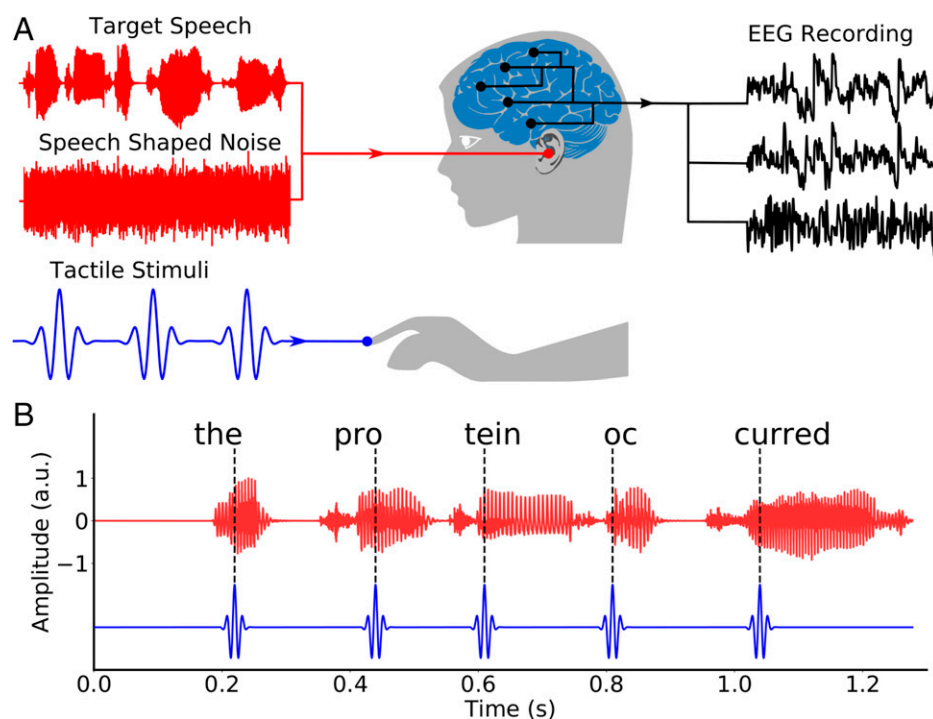 A
Target Speech
EEG Recording
Speech Shaped Noise
Tactile Stimuli
B
the pro tein oc curred
Amplitude (a.u.)
1
0
−1
0.0 0.2 0.4 0.6 0.8 1.0 1.2
Time (s)